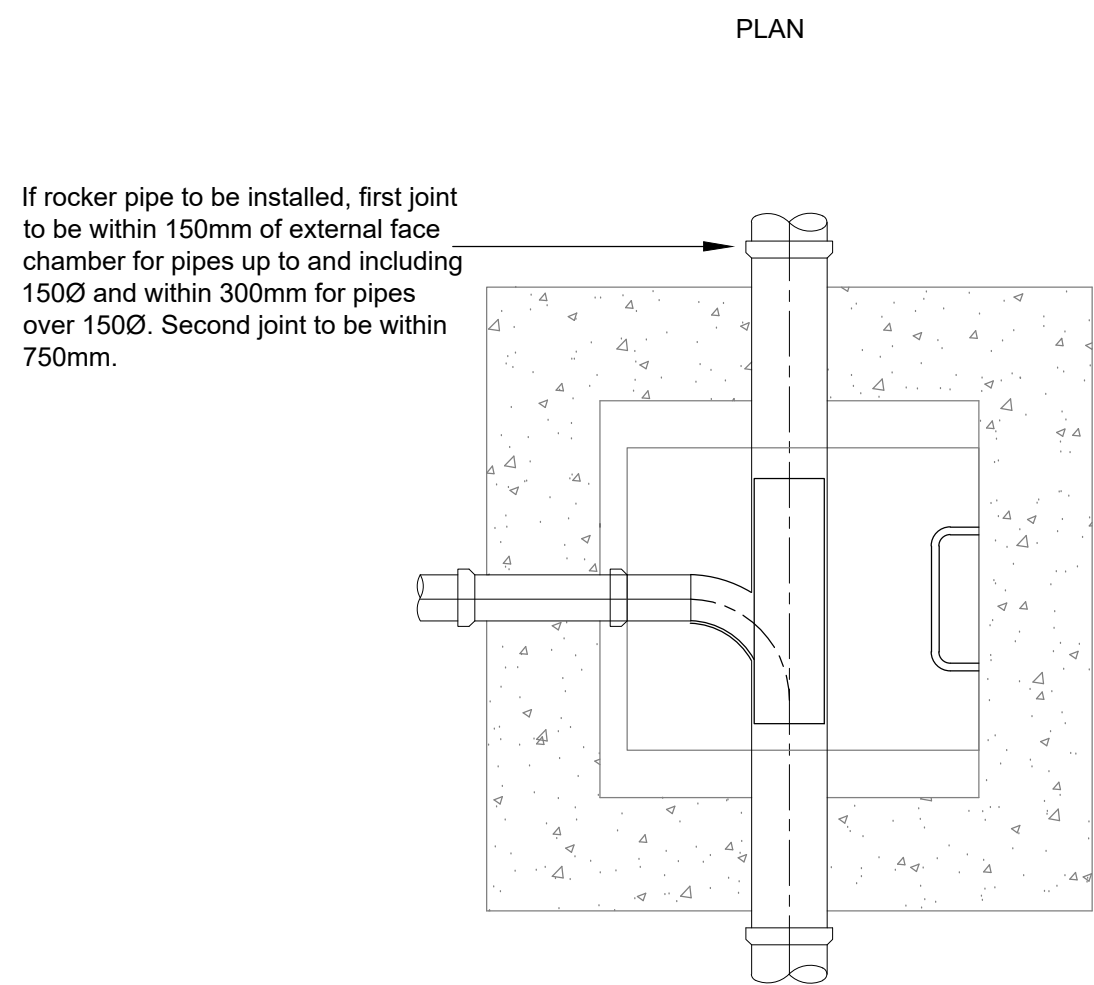 PLAN
If rocker pipe to be installed, first joint
to be within 150mm of external face
chamber for pipes up to and including
150Ø and within 300mm for pipes
over 150Ø. Second joint to be within
750mm.